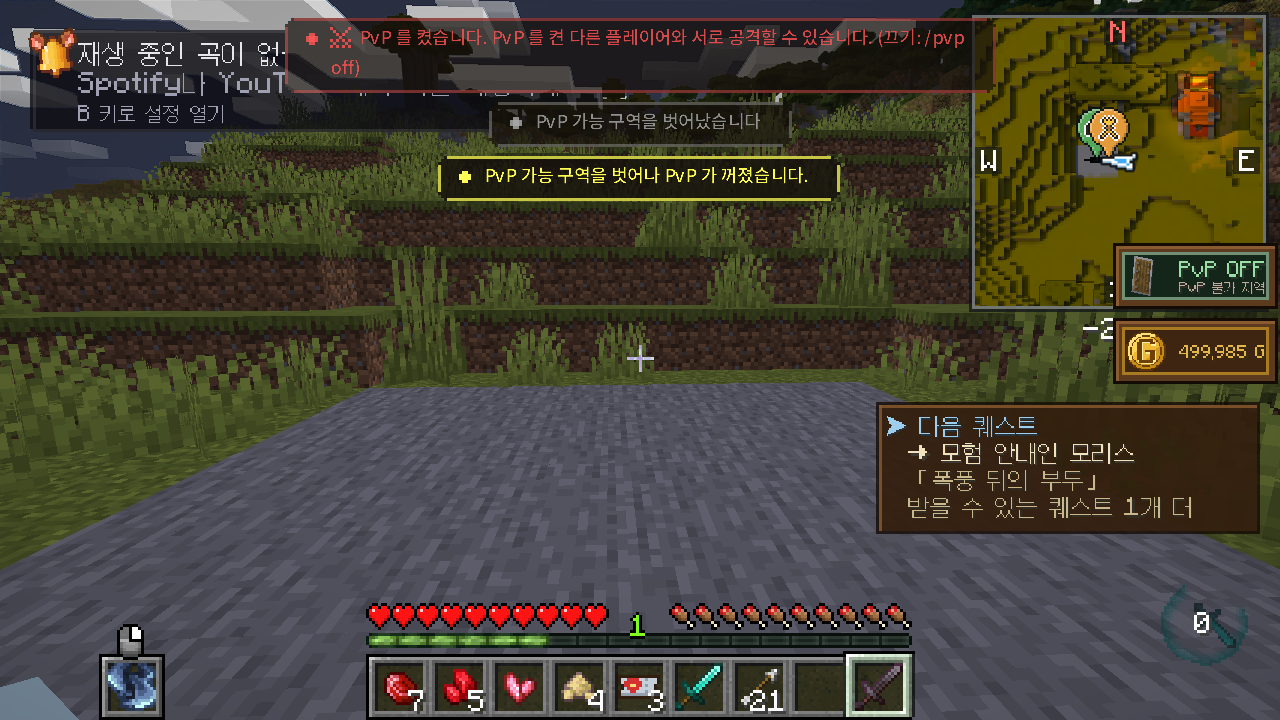 재생 중인 곡이 없
Spotify나 YouT
B 키로 설정 열기
PvP 를 켰습니다. PvP 를 켠 다른 플레이어와 서로 공격할 수 있습니다. (끄기: /pvp
off)
PvP 가능 구역을 벗어났습니다
PvP 가능 구역을 벗어나 PvP 가 꺼졌습니다.
N
W
E
PvP OFF
PvP 불가 지역
-2
G
499,985 G
다음 퀘스트
→ 모험 안내인 모리스
「폭풍 뒤의 부두」
받을 수 있는 퀘스트 1개 더
0
1
7
5
4
3
21